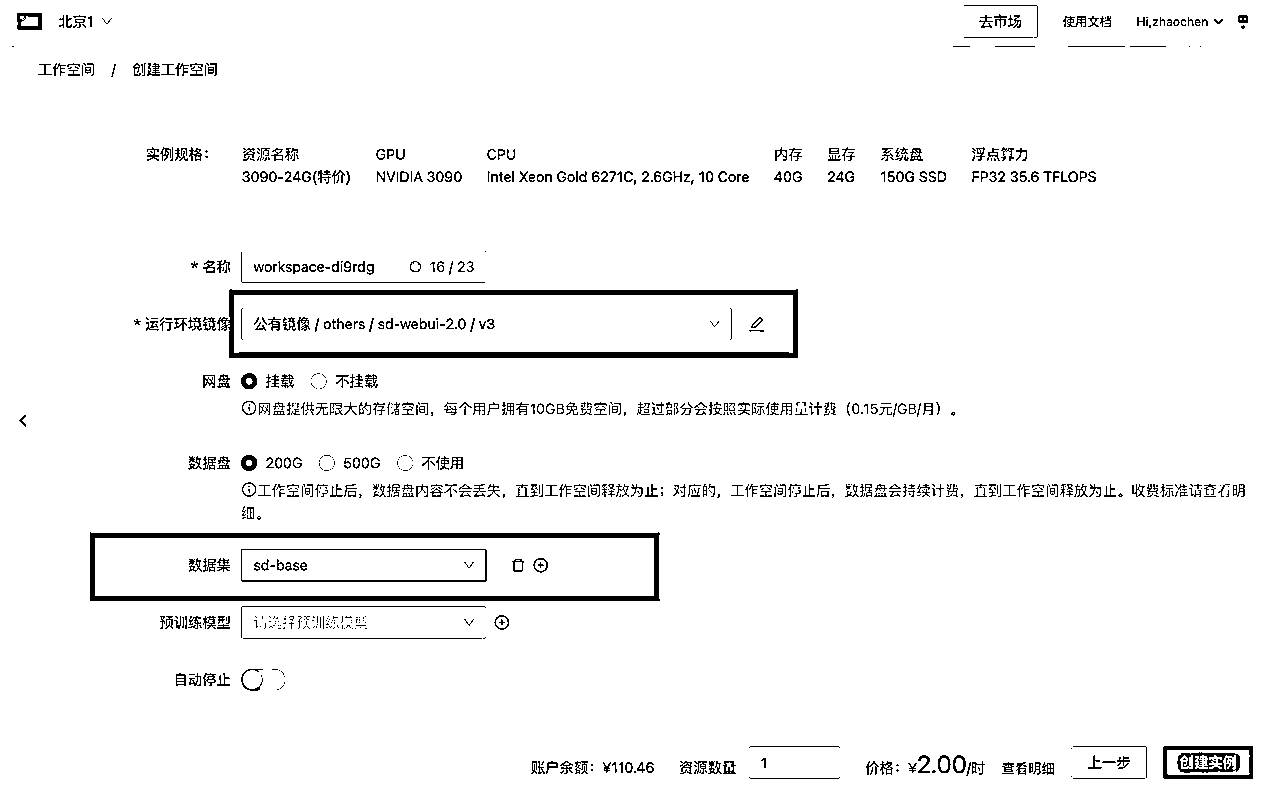 北京1
去市场 使用文档 Hi,zhaochen
工作空间 / 创建工作空间
实例规格： 资源名称 GPU CPU 内存 显存 系统盘 浮点算力
3090-24G(特价) NVIDIA 3090 Intel Xeon Gold 6271C, 2.6GHz, 10 Core 40G 24G 150G SSD FP32 35.6 TFLOPS
* 名称 workspace-di9rdg 16 / 23
* 运行环境镜像 公有镜像 / others / sd-webui-2.0 / v3
网盘 挂载 不挂载
网盘提供无限大的存储空间，每个用户拥有10GB免费空间，超过部分会按照实际使用量计费（0.15元/GB/月）。
数据盘 200G 500G 不使用
工作空间停止后，数据盘内容不会丢失，直到工作空间释放为止；对应的，工作空间停止后，数据盘会持续计费，直到工作空间释放为止。收费标准请查看明
细。
数据集 sd-base
预训练模型 请选择预训练模型
自动停止
账户余额：¥110.46 资源数量 1 价格：¥2.00/时 查看明细 上一步 创建实例